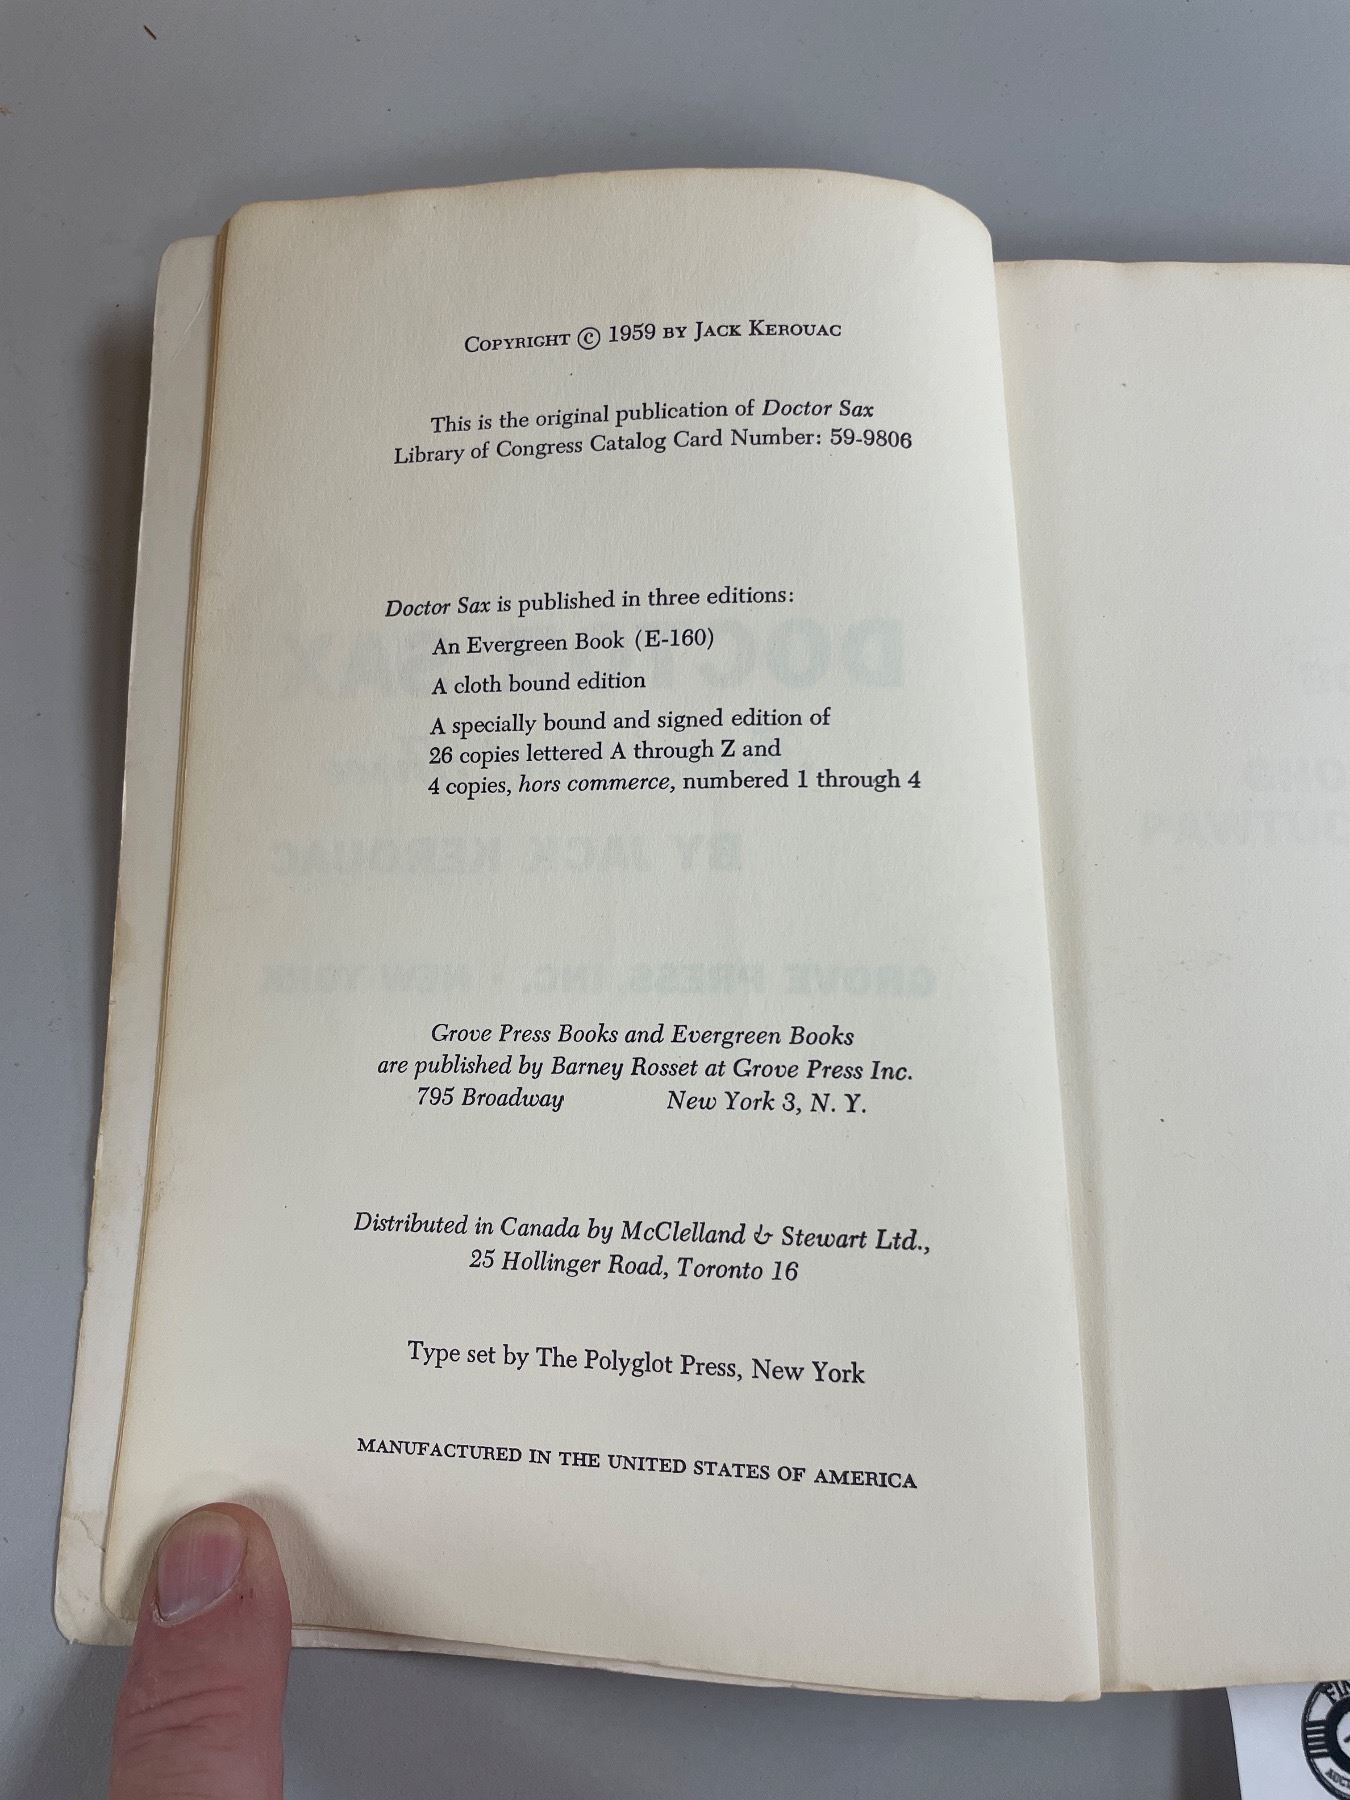 COPYRIGHT © 1959 BY JACK KEROUAC
This is the original publication of Doctor Sax
Library of Congress Catalog Card Number: 59-9806
Doctor Sax is published in three editions:
An Evergreen Book (E-160)
A cloth bound edition
A specially bound and signed edition of
26 copies lettered A through Z and
4 copies, hors commerce, numbered 1 through 4
Grove Press Books and Evergreen Books
are published by Barney Rosset at Grove Press Inc.
795 Broadway New York 3, N. Y.
Distributed in Canada by McClelland & Stewart Ltd.,
25 Hollinger Road, Toronto 16
Type set by The Polyglot Press, New York
MANUFACTURED IN THE UNITED STATES OF AMERICA